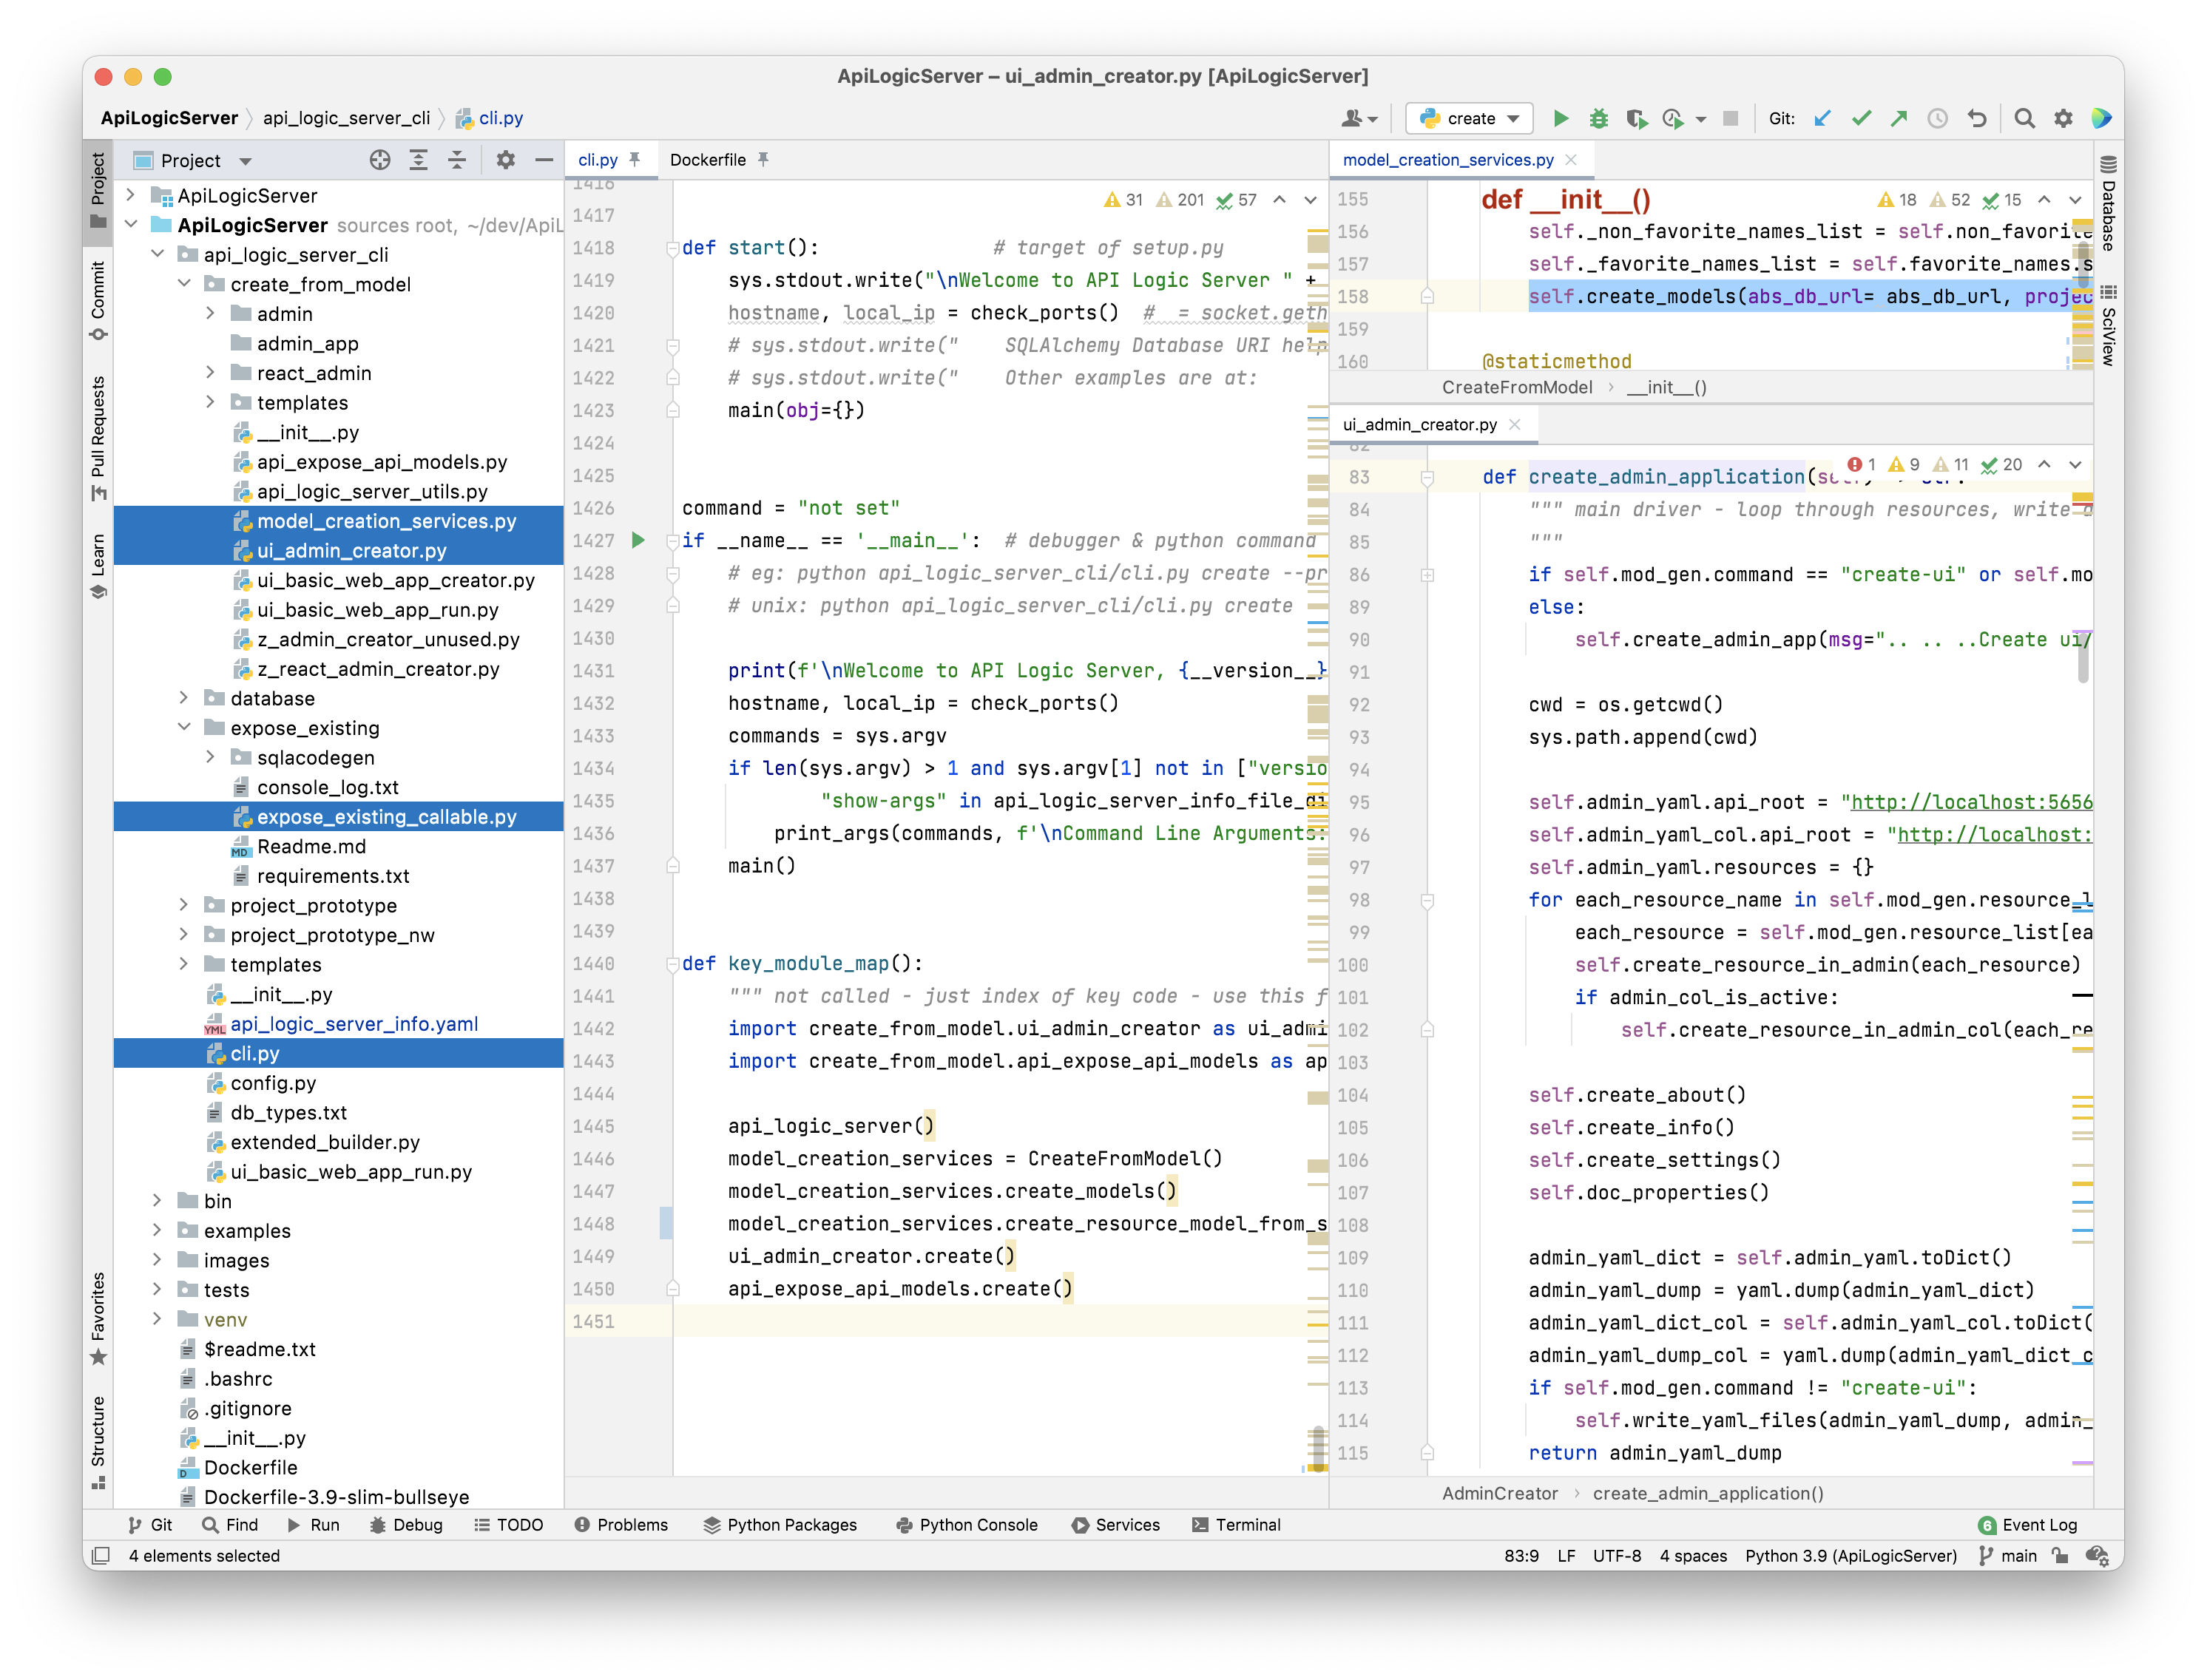 ApiLogicServer – ui_admin_creator.py [ApiLogicServer]
ApiLogicServer
api_logic_server_cli
cli.py
create
Git:
Project
Commit
Pull Requests
Learn
Favorites
Structure
Project
ApiLogicServer
ApiLogicServer sources root, ~/dev/ApiL
api_logic_server_cli
create_from_model
admin
admin_app
react_admin
templates
__init__.py
api_expose_api_models.py
api_logic_server_utils.py
model_creation_services.py
ui_admin_creator.py
ui_basic_web_app_creator.py
ui_basic_web_app_run.py
z_admin_creator_unused.py
z_react_admin_creator.py
database
expose_existing
sqlacodegen
console_log.txt
expose_existing_callable.py
Readme.md
requirements.txt
project_prototype
project_prototype_nw
templates
__init__.py
api_logic_server_info.yaml
cli.py
config.py
db_types.txt
extended_builder.py
ui_basic_web_app_run.py
bin
examples
images
tests
venv
$readme.txt
.bashrc
.gitignore
__init__.py
Dockerfile
Dockerfile-3.9-slim-bullseye
cli.py
Dockerfile
31 201 57
1416
1417
1418 def start(): # target of setup.py
1419 sys.stdout.write("\nWelcome to API Logic Server " +
1420 hostname, local_ip = check_ports() # = socket.geth
1421 # sys.stdout.write(" SQLAlchemy Database URI help
1422 # sys.stdout.write(" Other examples are at:
1423 main(obj={})
1424
1425
1426 command = "not set"
1427 if __name__ == '__main__': # debugger & python command
1428 # eg: python api_logic_server_cli/cli.py create --pr
1429 # unix: python api_logic_server_cli/cli.py create
1430
1431 print(f'\nWelcome to API Logic Server, {__version__}
1432 hostname, local_ip = check_ports()
1433 commands = sys.argv
1434 if len(sys.argv) > 1 and sys.argv[1] not in ["versio
1435 "show-args" in api_logic_server_info_file_di
1436 print_args(commands, f'\nCommand Line Arguments:
1437 main()
1438
1439
1440 def key_module_map():
1441 """ not called - just index of key code - use this f
1442 import create_from_model.ui_admin_creator as ui_admi
1443 import create_from_model.api_expose_api_models as ap
1444
1445 api_logic_server()
1446 model_creation_services = CreateFromModel()
1447 model_creation_services.create_models()
1448 model_creation_services.create_resource_model_from_s
1449 ui_admin_creator.create()
1450 api_expose_api_models.create()
1451
model_creation_services.py
18 52 15
155 def __init__()
156 self._non_favorite_names_list = self.non_favorite
157 self._favorite_names_list = self.favorite_names.s
158 self.create_models(abs_db_url= abs_db_url, projec
159
160 @staticmethod
CreateFromModel
__init__()
ui_admin_creator.py
1 9 11 20
82
83 def create_admin_application(self) -> str:
84 """ main driver - loop through resources, write a
85 """
86 if self.mod_gen.command == "create-ui" or self.mo
89 else:
90 self.create_admin_app(msg=".. .. ..Create ui/
91
92 cwd = os.getcwd()
93 sys.path.append(cwd)
94
95 self.admin_yaml.api_root = "http://localhost:5656
96 self.admin_yaml_col.api_root = "http://localhost:
97 self.admin_yaml.resources = {}
98 for each_resource_name in self.mod_gen.resource_l
99 each_resource = self.mod_gen.resource_list[ea
100 self.create_resource_in_admin(each_resource)
101 if admin_col_is_active:
102 self.create_resource_in_admin_col(each_re
103
104 self.create_about()
105 self.create_info()
106 self.create_settings()
107 self.doc_properties()
108
109 admin_yaml_dict = self.admin_yaml.toDict()
110 admin_yaml_dump = yaml.dump(admin_yaml_dict)
111 admin_yaml_dict_col = self.admin_yaml_col.toDict(
112 admin_yaml_dump_col = yaml.dump(admin_yaml_dict_c
113 if self.mod_gen.command != "create-ui":
114 self.write_yaml_files(admin_yaml_dump, admin_
115 return admin_yaml_dump
AdminCreator
create_admin_application()
Database
SciView
Git
Find
Run
Debug
TODO
Problems
Python Packages
Python Console
Services
Terminal
6 Event Log
4 elements selected
83:9
LF
UTF-8
4 spaces
Python 3.9 (ApiLogicServer)
main